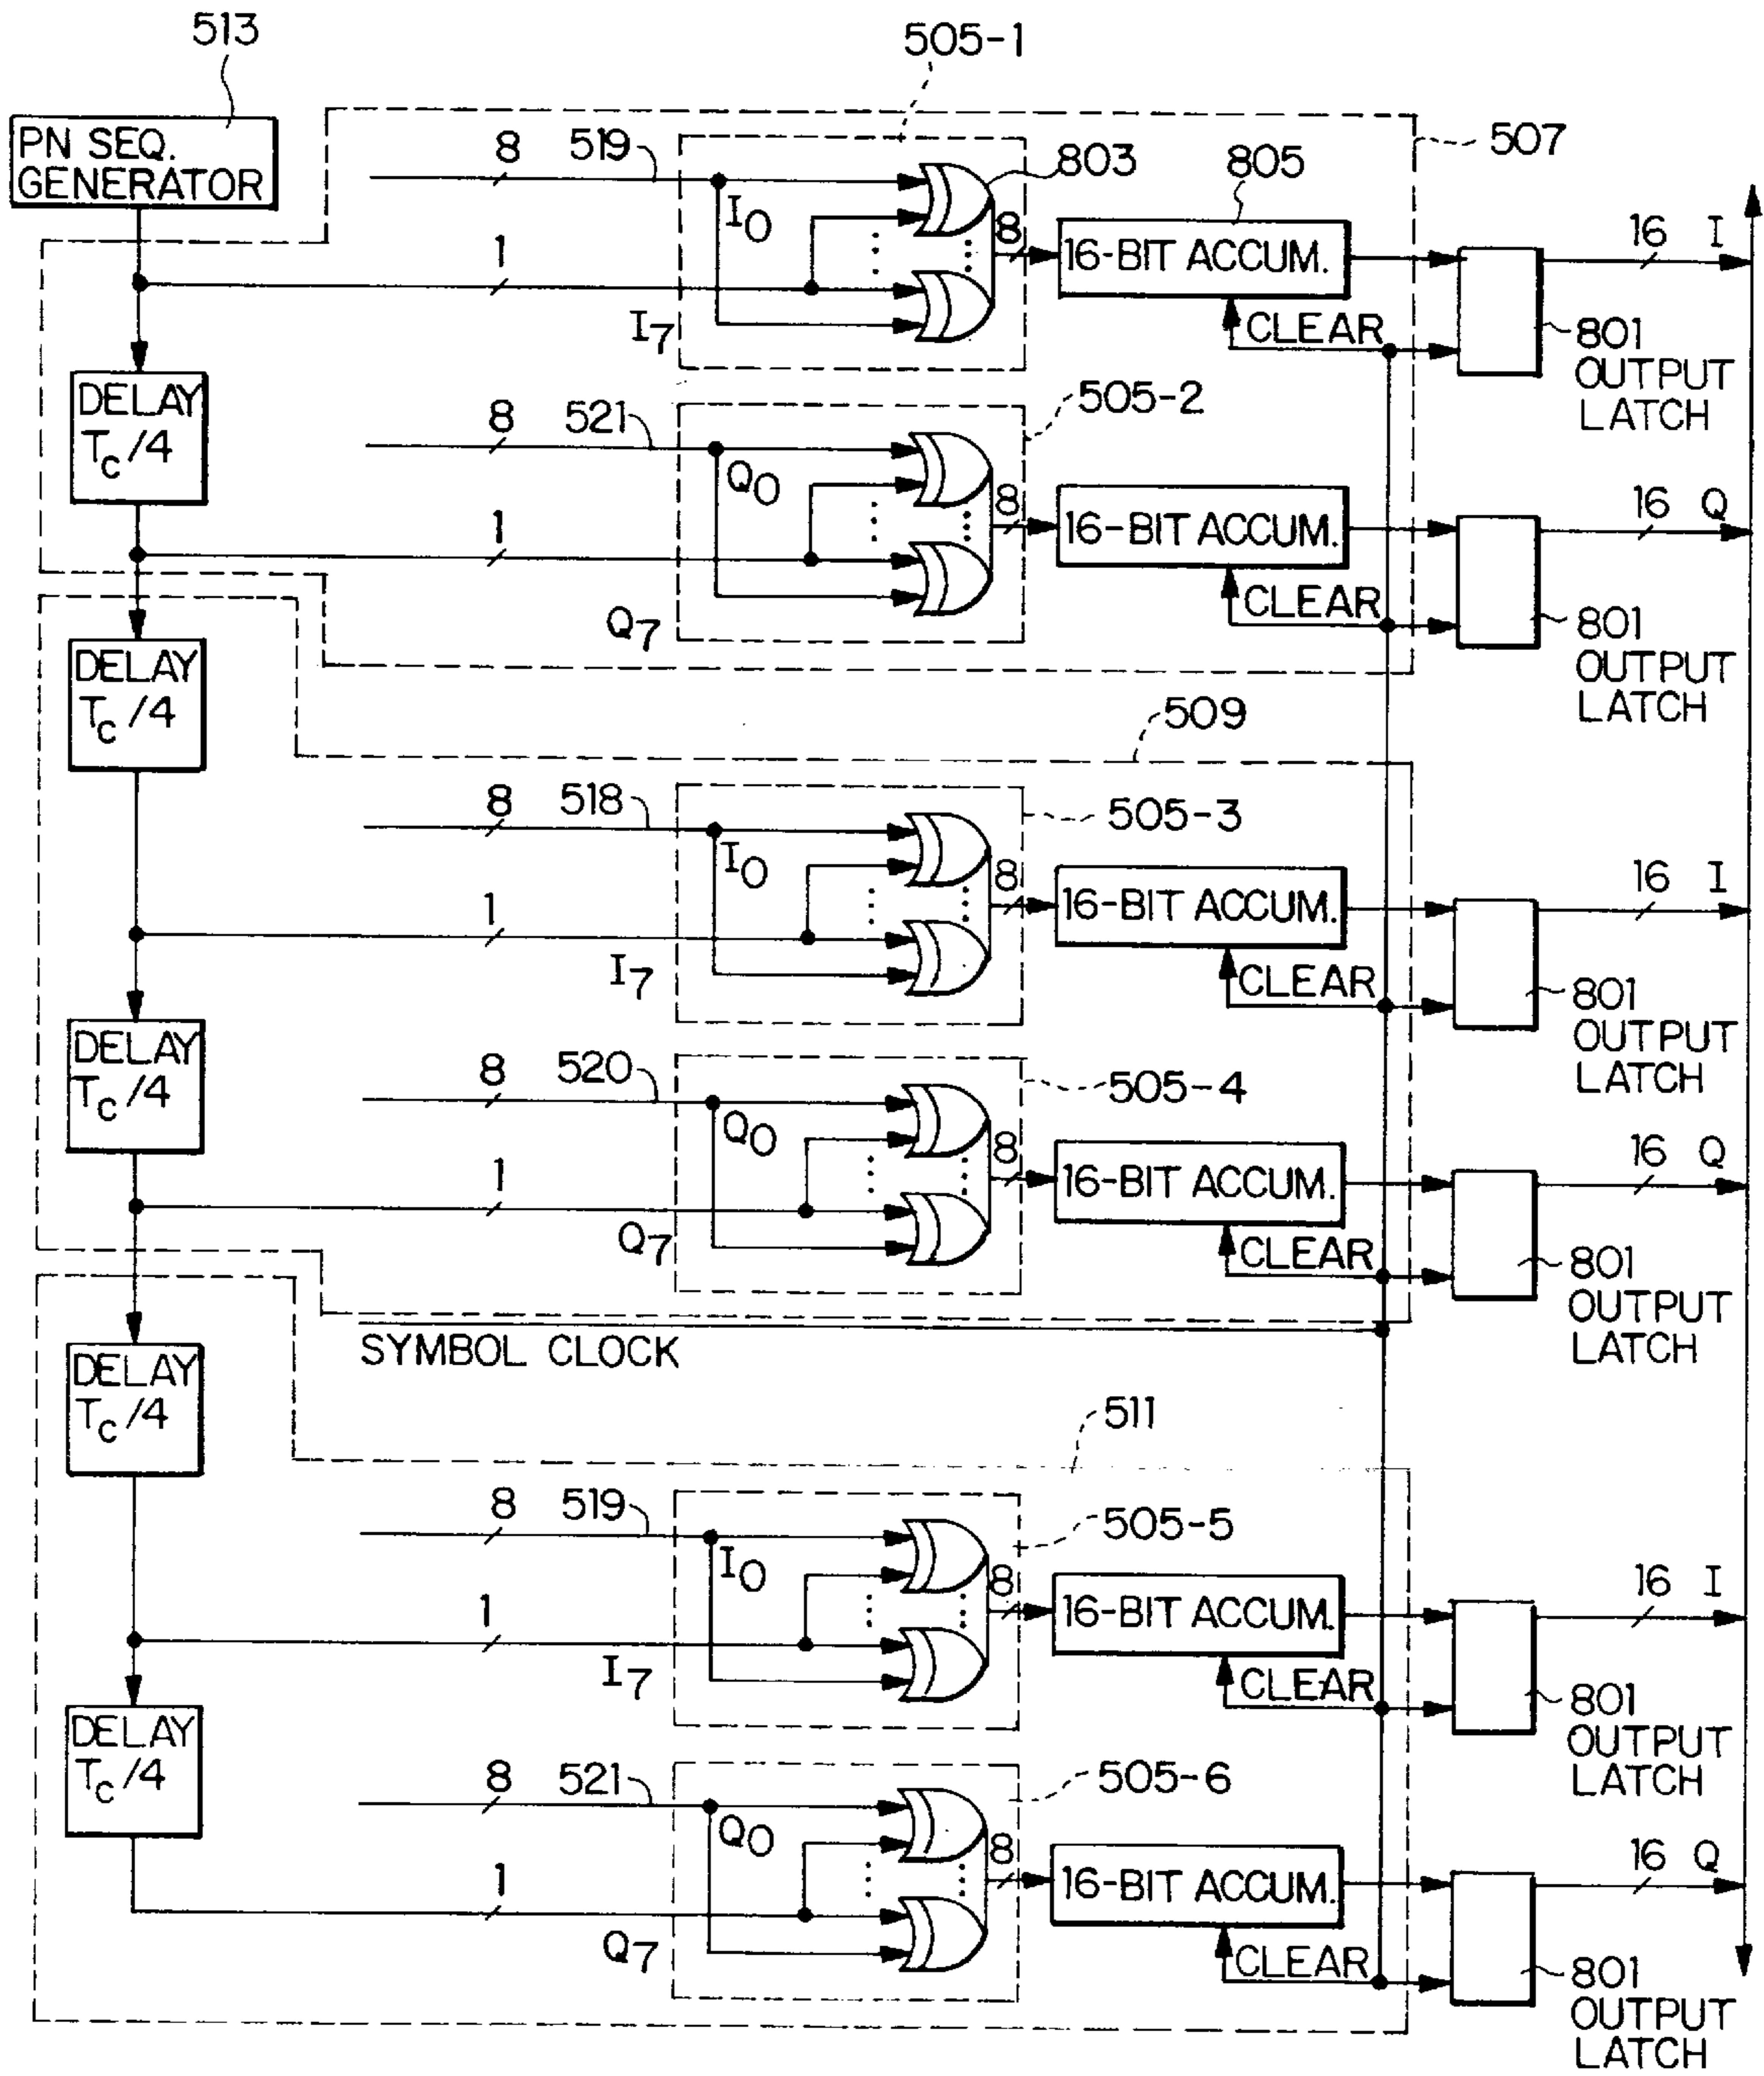 513
505-1
PN SEQ.
GENERATOR
8
519
803
805
507
I0
8
16-BIT ACCUM.
16 I
1
I7
CLEAR
801
OUTPUT
LATCH
DELAY
Tc/4
8
521
505-2
Q0
8
16-BIT ACCUM.
16 Q
1
Q7
CLEAR
801
OUTPUT
LATCH
DELAY
Tc/4
509
8
518
505-3
I0
8
16-BIT ACCUM.
16 I
1
I7
CLEAR
801
OUTPUT
LATCH
DELAY
Tc/4
8
520
505-4
Q0
8
16-BIT ACCUM.
16 Q
1
Q7
CLEAR
801
OUTPUT
LATCH
SYMBOL CLOCK
DELAY
Tc/4
511
8
519
505-5
I0
8
16-BIT ACCUM.
16 I
1
I7
CLEAR
801
OUTPUT
LATCH
DELAY
Tc/4
8
521
505-6
Q0
8
16-BIT ACCUM.
16 Q
1
Q7
CLEAR
801
OUTPUT
LATCH